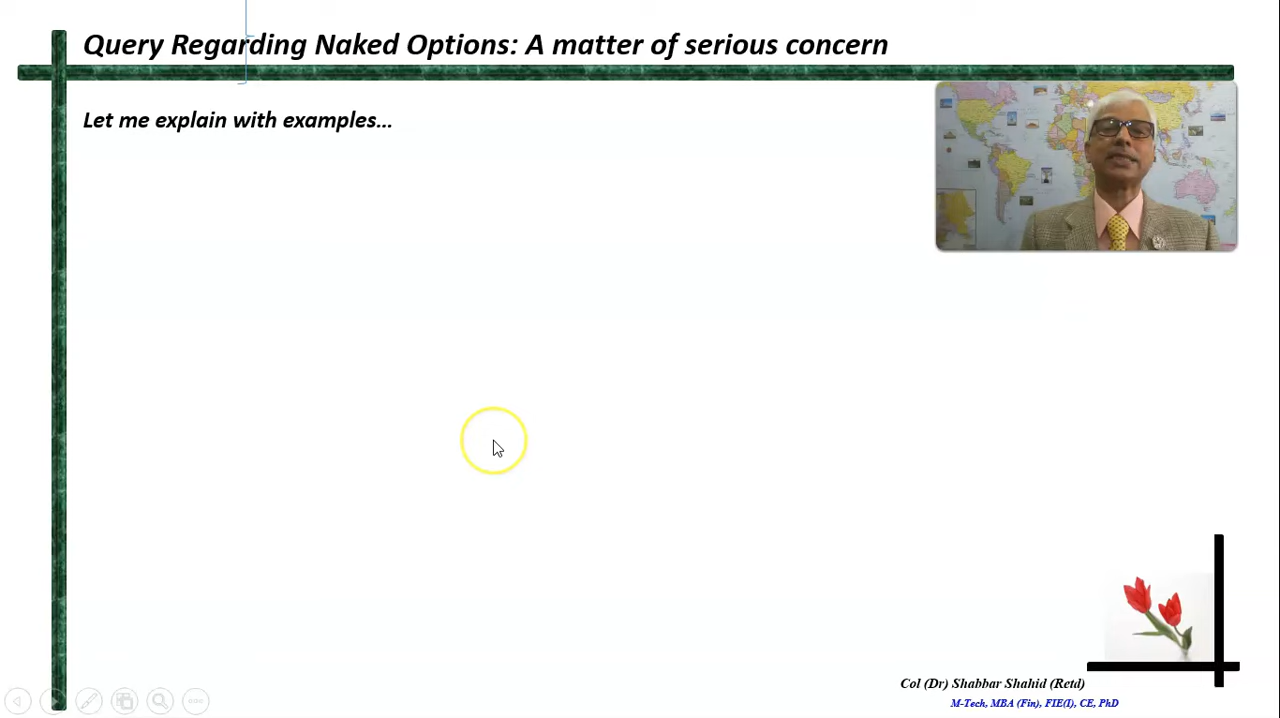 Query Regarding Naked Options: A matter of serious concern
Let me explain with examples...
Col (Dr) Shabbar Shahid (Retd)
M-Tech, MBA (Fin), FIE(I), CE, PhD